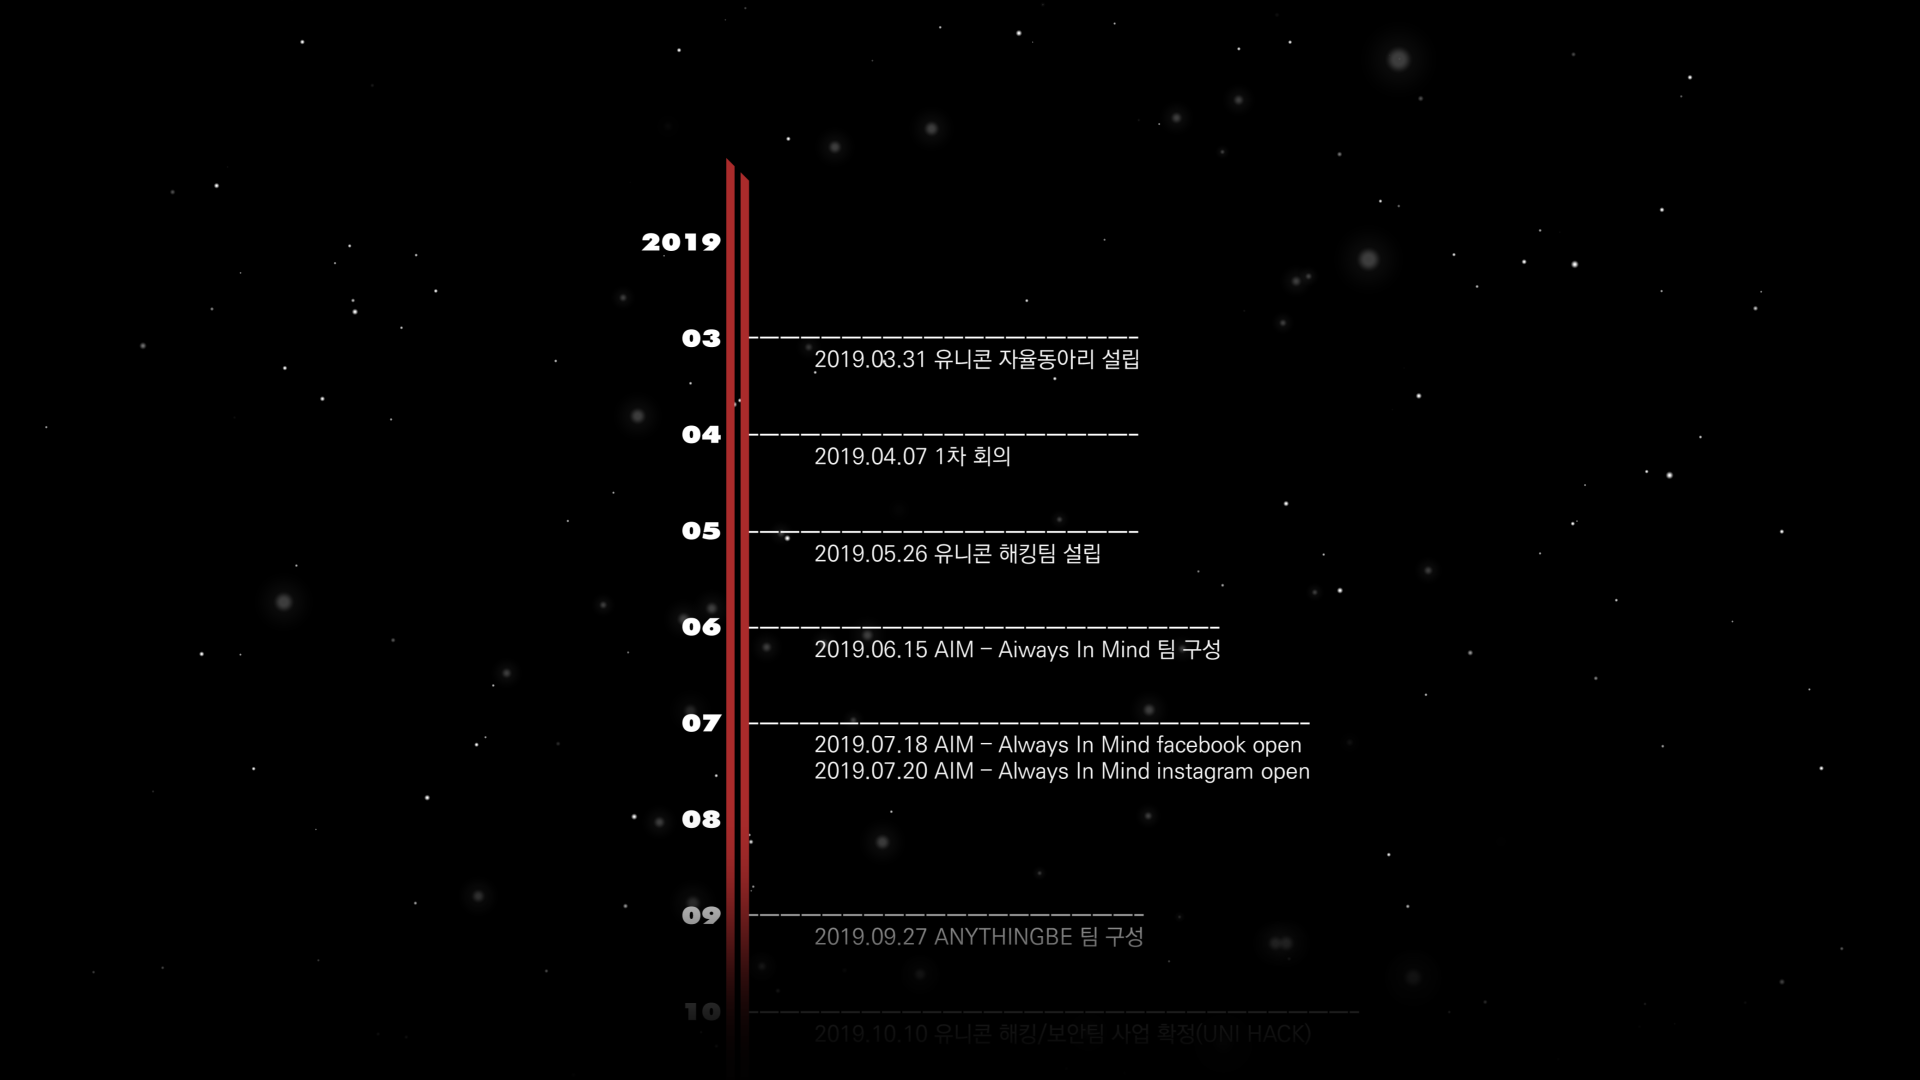 2019
03
2019.03.31 유니콘 자율동아리 설립
04
2019.04.07 1차 회의
05
2019.05.26 유니콘 해킹팀 설립
06
2019.06.15 AIM - Aiways In Mind 팀 구성
07
2019.07.18 AIM - Always In Mind facebook open
2019.07.20 AIM - Always In Mind instagram open
08
09
2019.09.27 ANYTHINGBE 팀 구성
10
2019.10.10 유니콘 해킹/보안팀 사업 확정(UNI HACK)